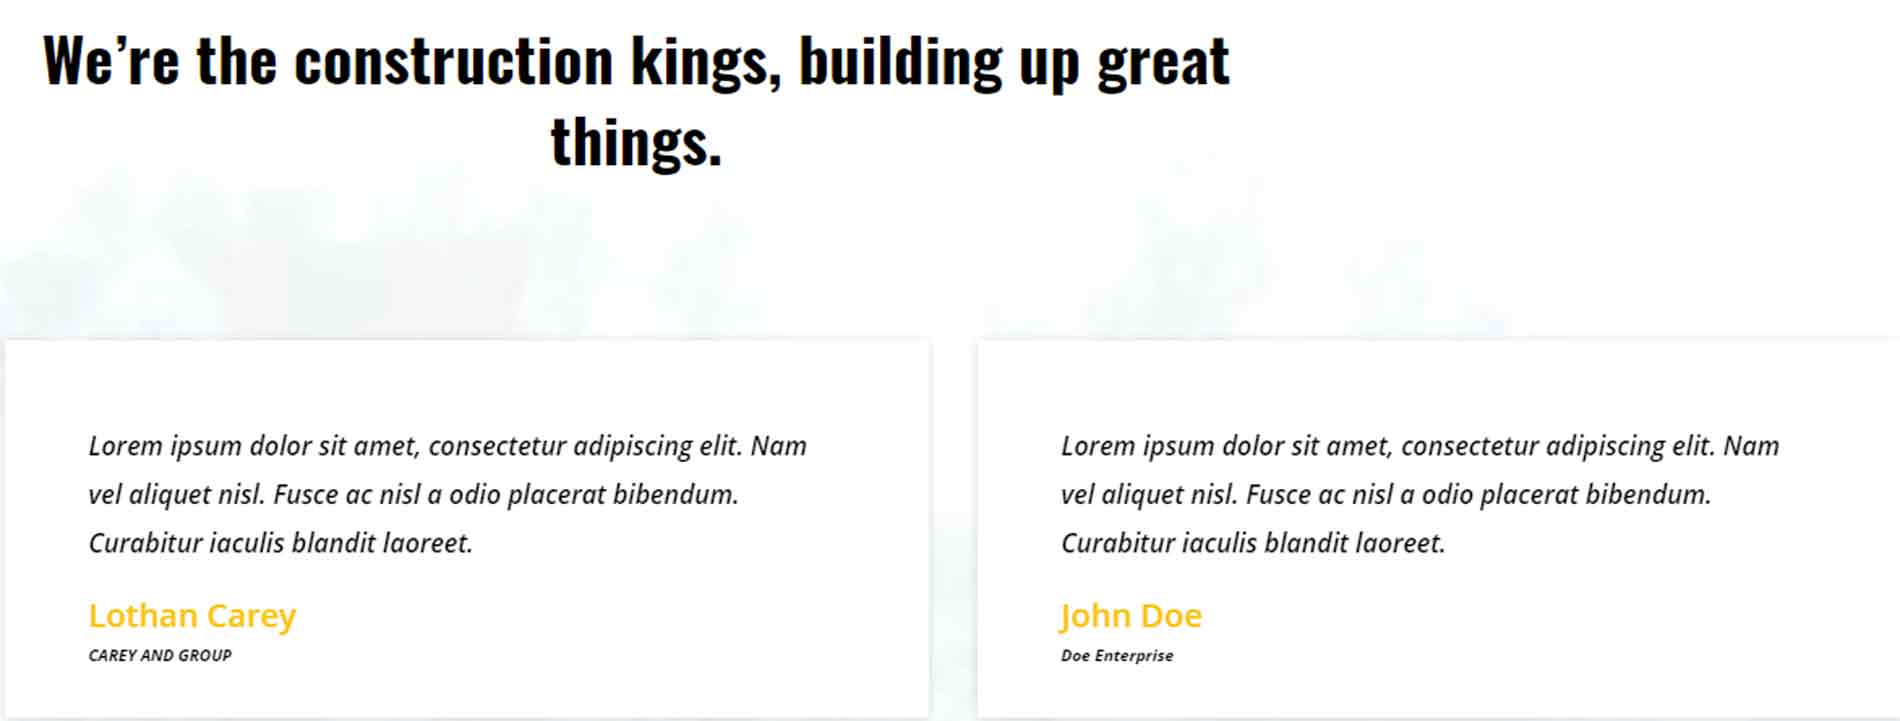 We’re the construction kings, building up great
things.
Lorem ipsum dolor sit amet, consectetur adipiscing elit. Nam
vel aliquet nisl. Fusce ac nisl a odio placerat bibendum.
Curabitur iaculis blandit laoreet.
Lothan Carey
CAREY AND GROUP
Lorem ipsum dolor sit amet, consectetur adipiscing elit. Nam
vel aliquet nisl. Fusce ac nisl a odio placerat bibendum.
Curabitur iaculis blandit laoreet.
John Doe
Doe Enterprise